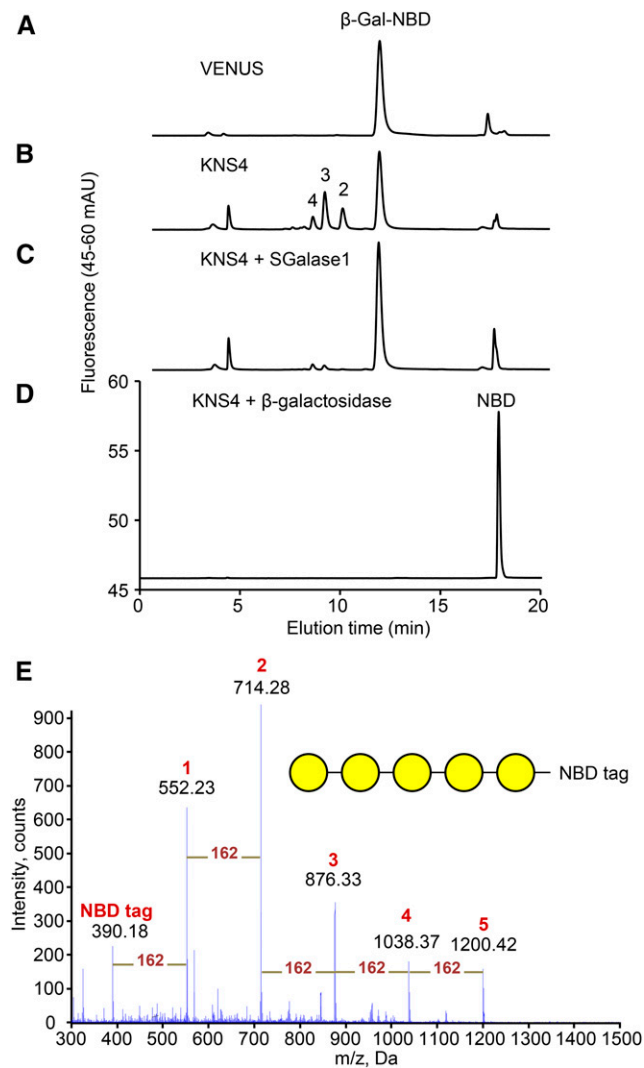 A
β-Gal-NBD
VENUS
B
KNS4
4
3
2
C
KNS4 + SGalase1
Fluorescence (45-60 mAU)
D
KNS4 + β-galactosidase
NBD
60
55
50
45
0
5
10
15
20
Elution time (min)
E
2
714.28
900
1
800
552.23
NBD tag
700
600
162
500
3
Intensity, counts
400
876.33
4
5
NBD tag
1038.37
1200.42
300
390.18
200
162
162
162
162
100
0
300 400 500 600 700 800 900 1000 1100 1200 1300 1400 1500
m/z, Da